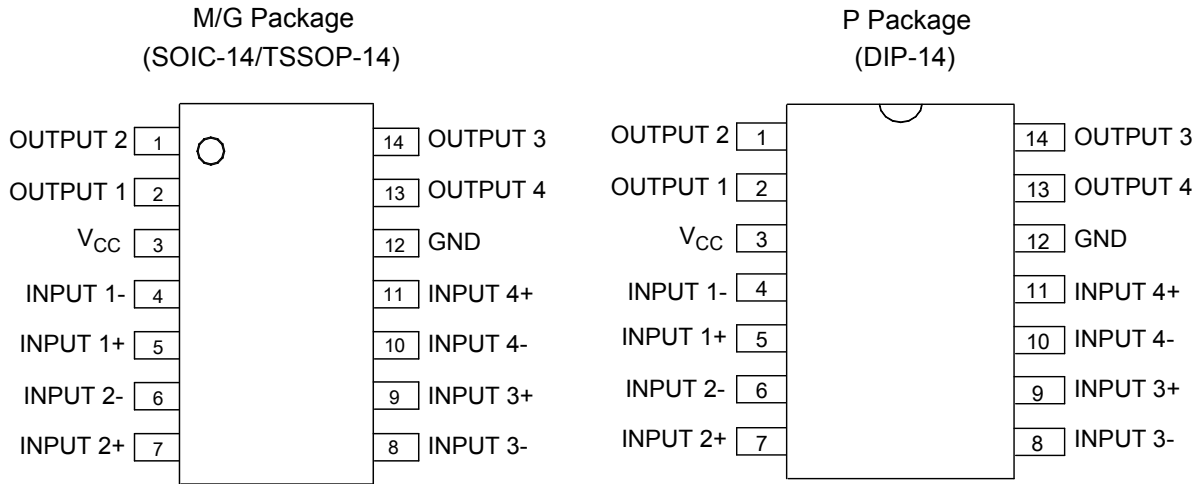 M/G Package
(SOIC-14/TSSOP-14)
OUTPUT 2 1
14 OUTPUT 3
OUTPUT 1 2
13 OUTPUT 4
VCC 3
12 GND
INPUT 1- 4
11 INPUT 4+
INPUT 1+ 5
10 INPUT 4-
INPUT 2- 6
9 INPUT 3+
INPUT 2+ 7
8 INPUT 3-
P Package
(DIP-14)
OUTPUT 2 1
14 OUTPUT 3
OUTPUT 1 2
13 OUTPUT 4
VCC 3
12 GND
INPUT 1- 4
11 INPUT 4+
INPUT 1+ 5
10 INPUT 4-
INPUT 2- 6
9 INPUT 3+
INPUT 2+ 7
8 INPUT 3-